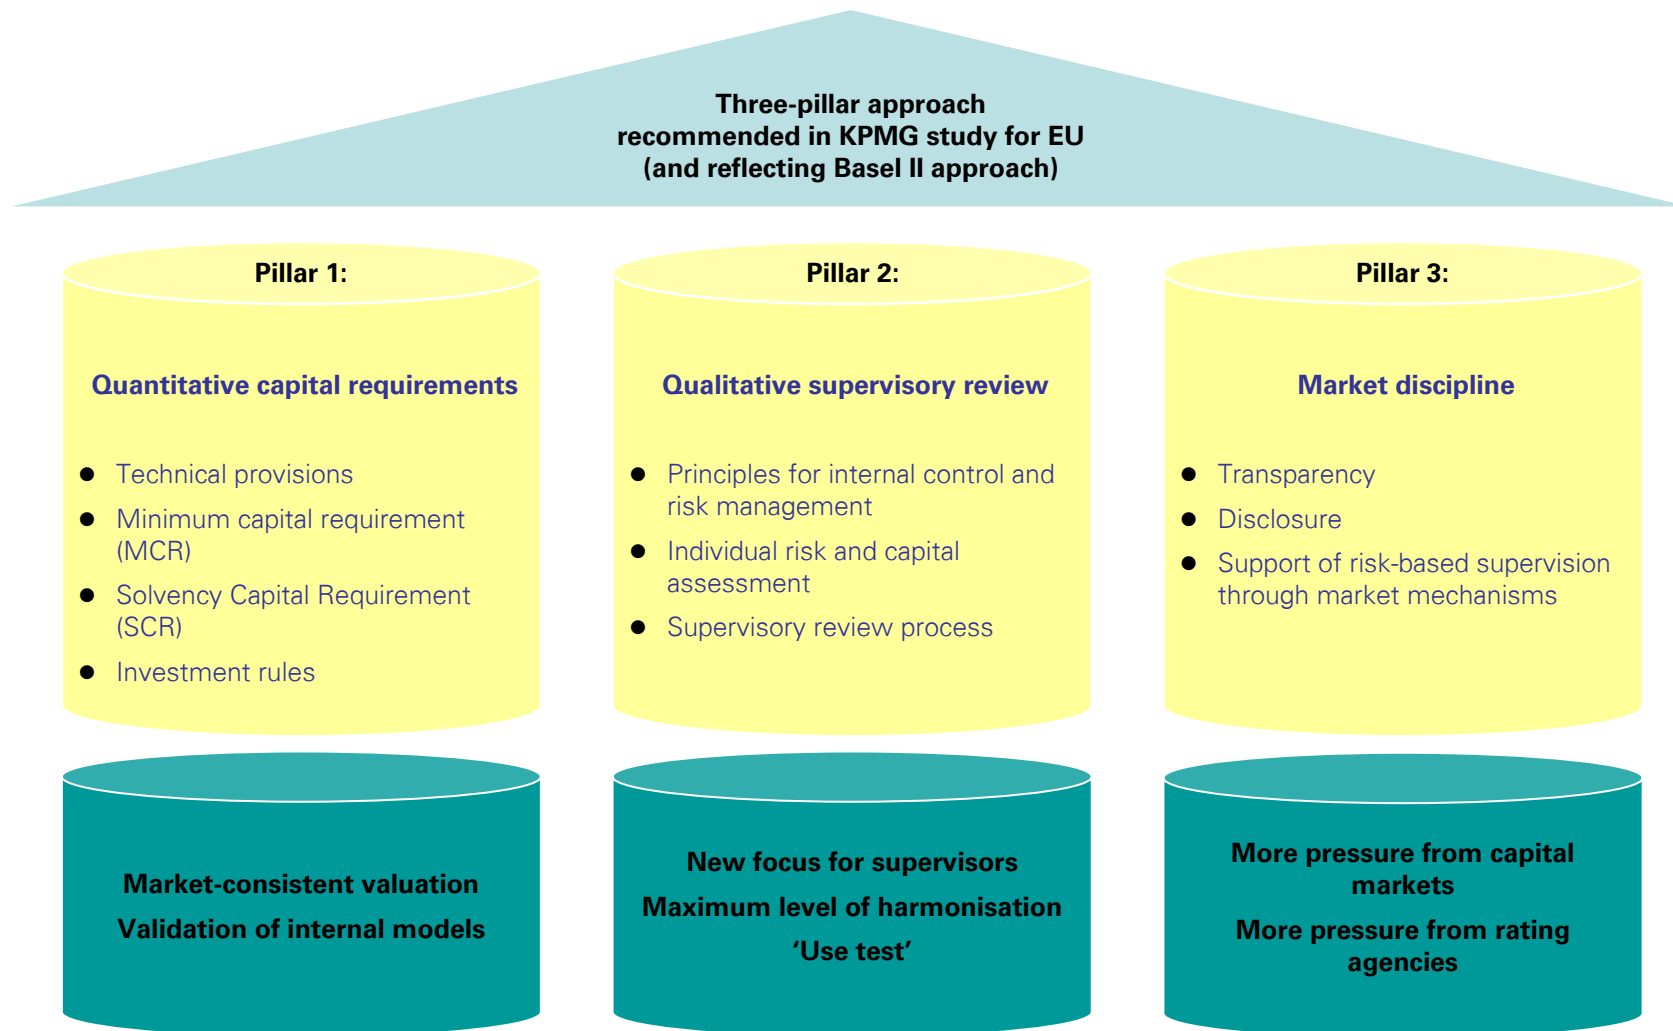 Three-pillar approach
recommended in KPMG study for EU
(and reflecting Basel II approach)
Pillar 1:
Quantitative capital requirements
● Technical provisions
● Minimum capital requirement
(MCR)
● Solvency Capital Requirement
(SCR)
● Investment rules
Market-consistent valuation
Validation of internal models
Pillar 2:
Qualitative supervisory review
● Principles for internal control and
risk management
● Individual risk and capital
assessment
● Supervisory review process
New focus for supervisors
Maximum level of harmonisation
‘Use test’
Pillar 3:
Market discipline
● Transparency
● Disclosure
● Support of risk-based supervision
through market mechanisms
More pressure from capital
markets
More pressure from rating
agencies